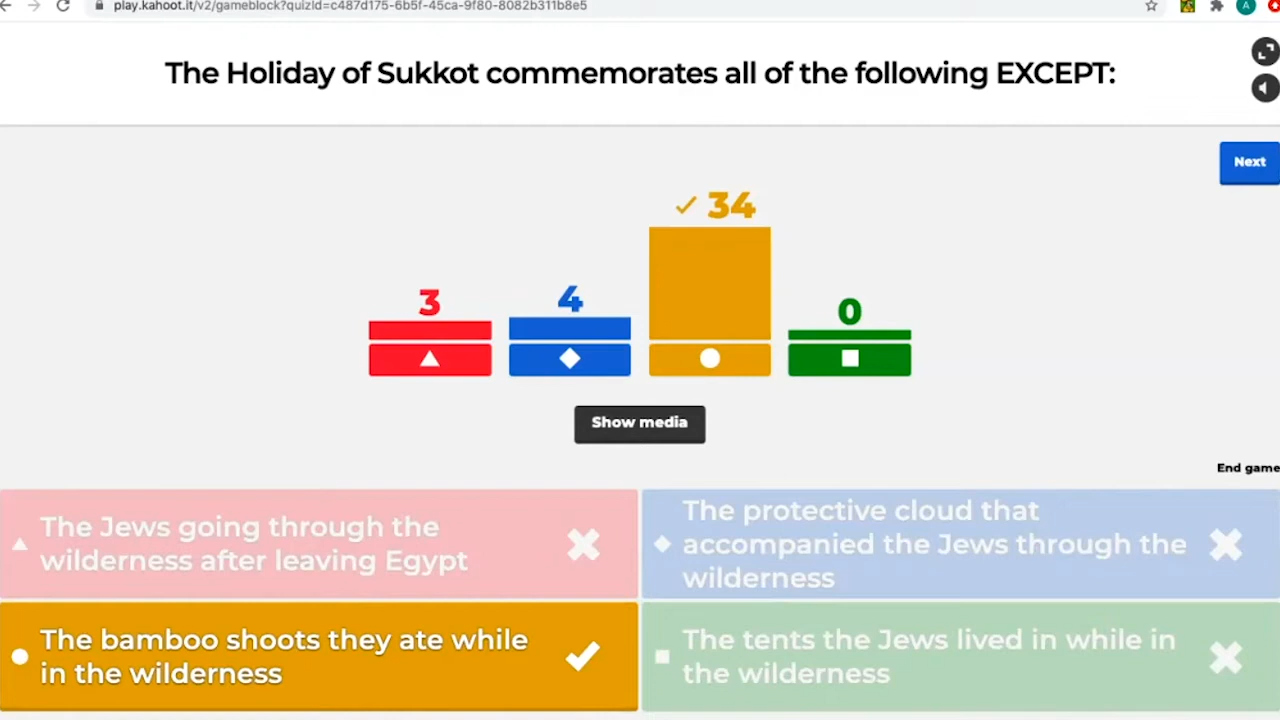 play.kahoot.it/v2/gameblock?quizId=c487d175-6b5f-45ca-9f80-8082b311b8e5
A
The Holiday of Sukkot commemorates all of the following EXCEPT:
Next
34
3
4
0
Show media
End game
The Jews going through the
wilderness after leaving Egypt
The protective cloud that
accompanied the Jews through the
wilderness
The bamboo shoots they ate while
in the wilderness
The tents the Jews lived in while in
the wilderness